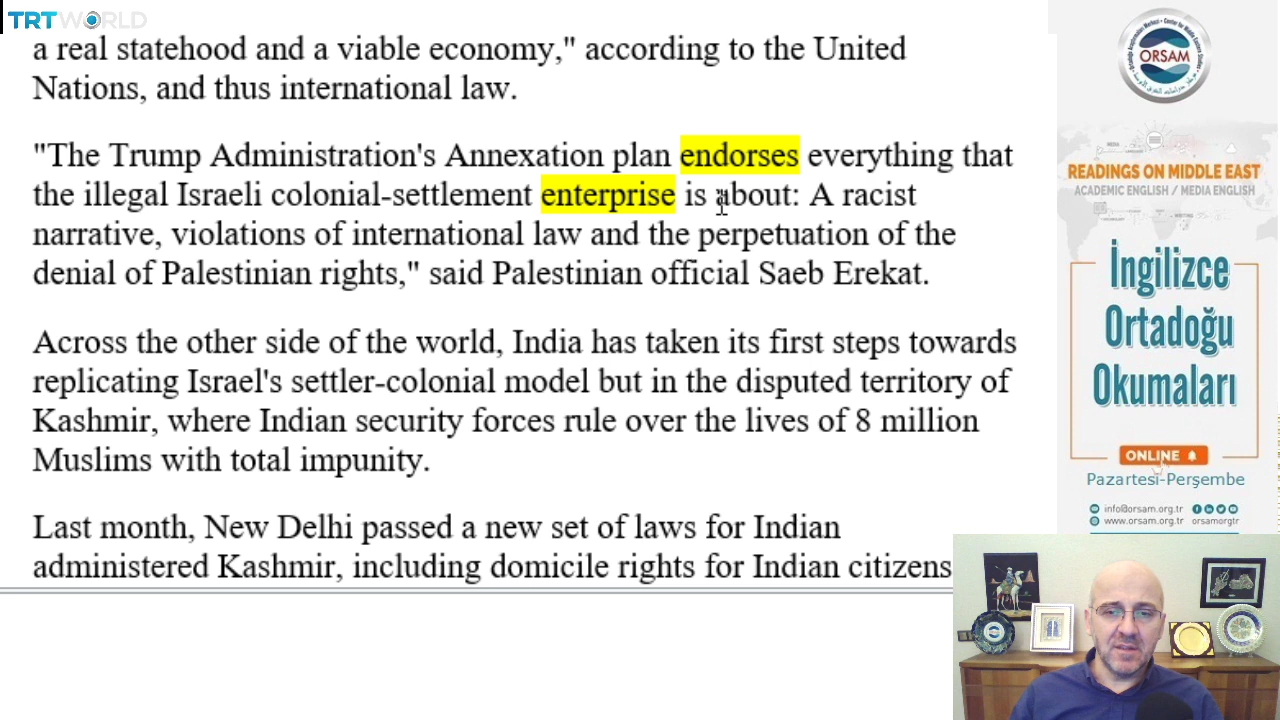 TRT WORLD
a real statehood and a viable economy," according to the United
Nations, and thus international law.
"The Trump Administration's Annexation plan endorses everything that
the illegal Israeli colonial-settlement enterprise is about: A racist
narrative, violations of international law and the perpetuation of the
denial of Palestinian rights," said Palestinian official Saeb Erekat.
Across the other side of the world, India has taken its first steps towards
replicating Israel's settler-colonial model but in the disputed territory of
Kashmir, where Indian security forces rule over the lives of 8 million
Muslims with total impunity.
Last month, New Delhi passed a new set of laws for Indian
administered Kashmir, including domicile rights for Indian citizens
ORSAM
READINGS ON MIDDLE EAST
ACADEMIC ENGLISH / MEDIA ENGLISH
İngilizce
Ortadoğu
Okumaları
ONLINE
Pazartesi-Perşembe
info@orsam.org.tr
www.orsam.org.tr orsamorgtr